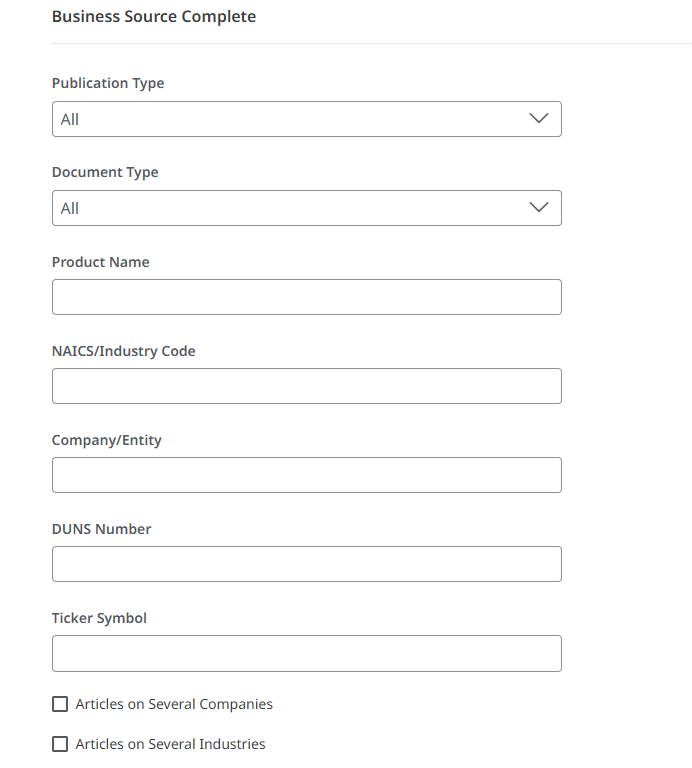 Business Source Complete
Publication Type
All
Document Type
All
Product Name
NAICS/Industry Code
Company/Entity
DUNS Number
Ticker Symbol
Articles on Several Companies
Articles on Several Industries